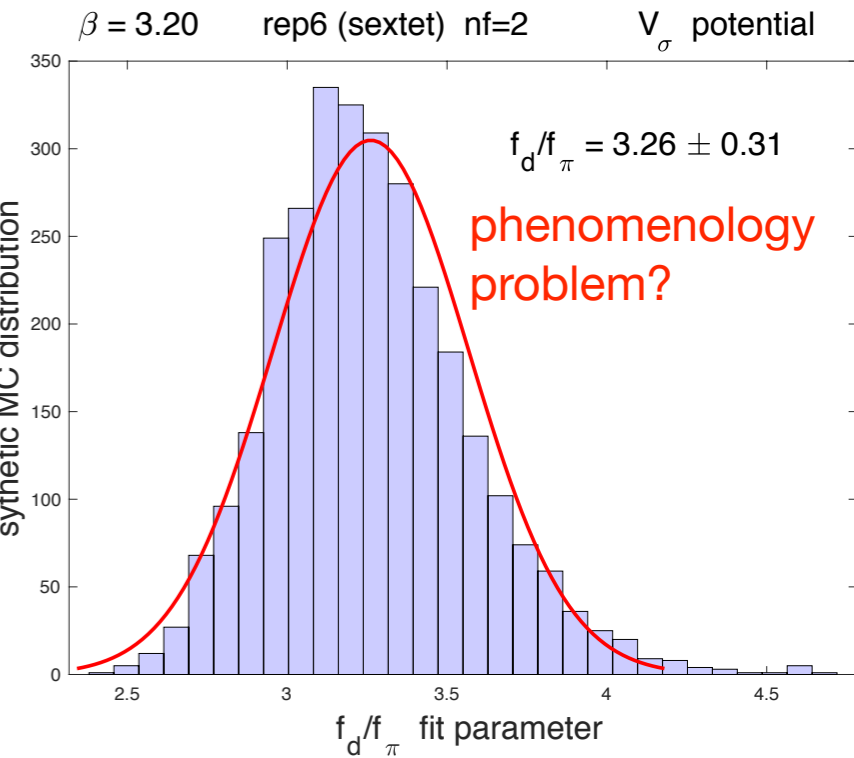 β = 3.20 rep6 (sextet) nf=2 V_σ potential
f_d/f_π = 3.26 ± 0.31
phenomenology
problem?
350
300
250
200
150
100
50
0
sythetic MC distribution
2.5 3 3.5 4 4.5
f_d/f_π fit parameter